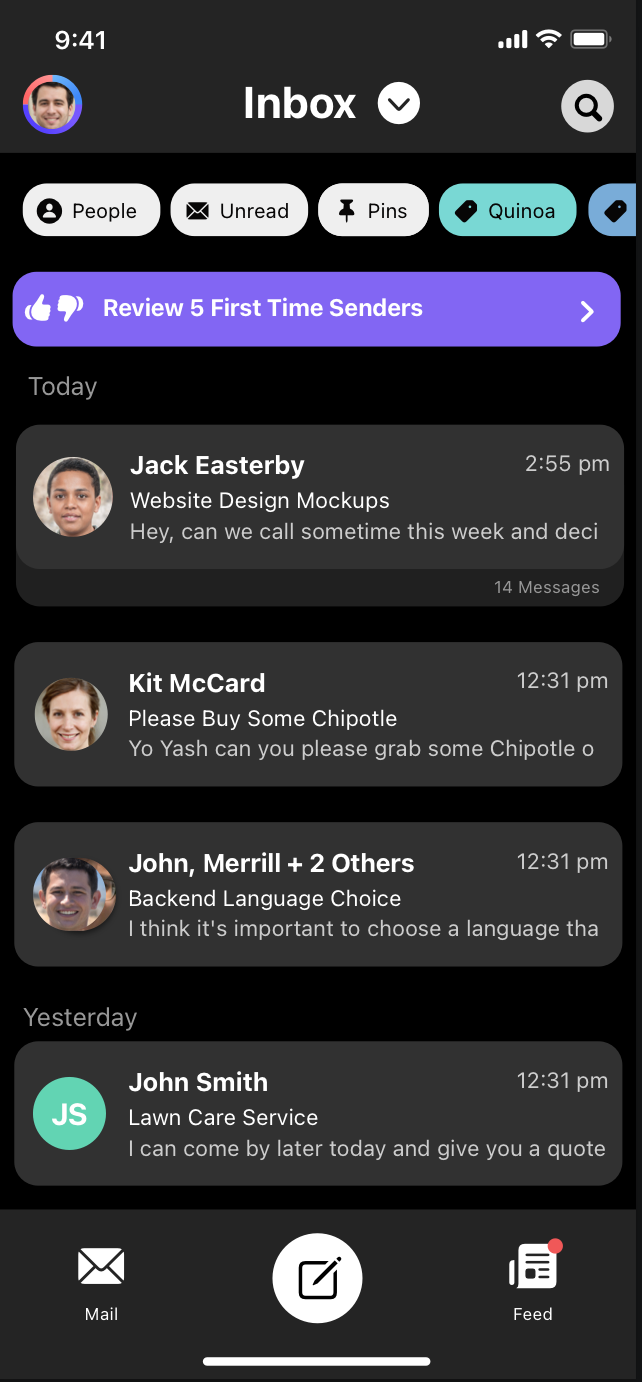 9:41
Inbox
People
Unread
Pins
Quinoa
Review 5 First Time Senders
Today
Jack Easterby
2:55 pm
Website Design Mockups
Hey, can we call sometime this week and deci
14 Messages
Kit McCard
12:31 pm
Please Buy Some Chipotle
Yo Yash can you please grab some Chipotle o
John, Merrill + 2 Others
12:31 pm
Backend Language Choice
I think it's important to choose a language tha
Yesterday
JS
John Smith
12:31 pm
Lawn Care Service
I can come by later today and give you a quote
Mail
Feed